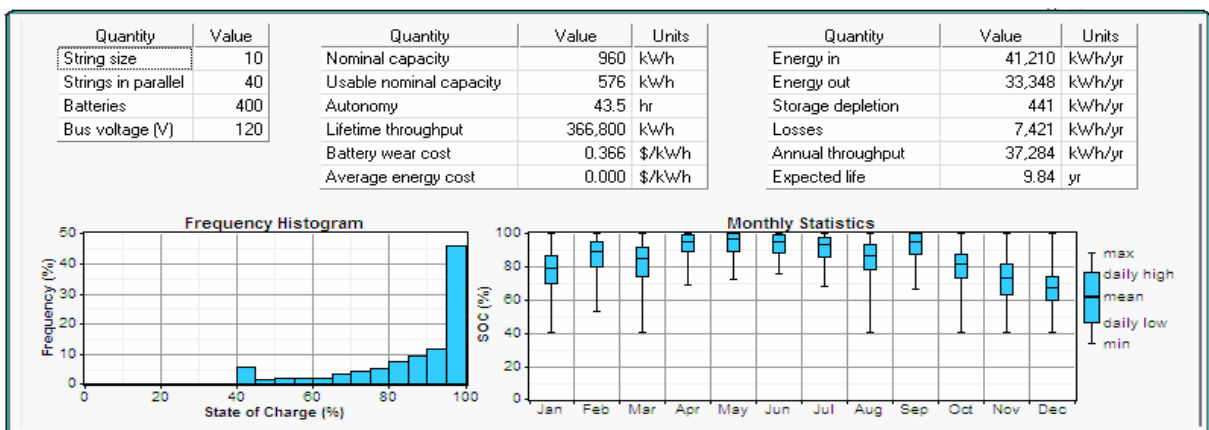 Quantity Value
String size 10
Strings in parallel 40
Batteries 400
Bus voltage (V) 120
Quantity Value Units
Nominal capacity 960 kWh
Usable nominal capacity 576 kWh
Autonomy 43.5 hr
Lifetime throughput 366,800 kWh
Battery wear cost 0.366 $/kWh
Average energy cost 0.000 $/kWh
Quantity Value Units
Energy in 41,210 kWh/yr
Energy out 33,348 kWh/yr
Storage depletion 441 kWh/yr
Losses 7,421 kWh/yr
Annual throughput 37,284 kWh/yr
Expected life 9.84 yr
Frequency Histogram
Frequency (%)
50
40
30
20
10
0
0 20 40 60 80 100
State of Charge (%)
Monthly Statistics
SOC (%)
100
80
60
40
20
0
Jan Feb Mar Apr May Jun Jul Aug Sep Oct Nov Dec
max
daily high
mean
daily low
min